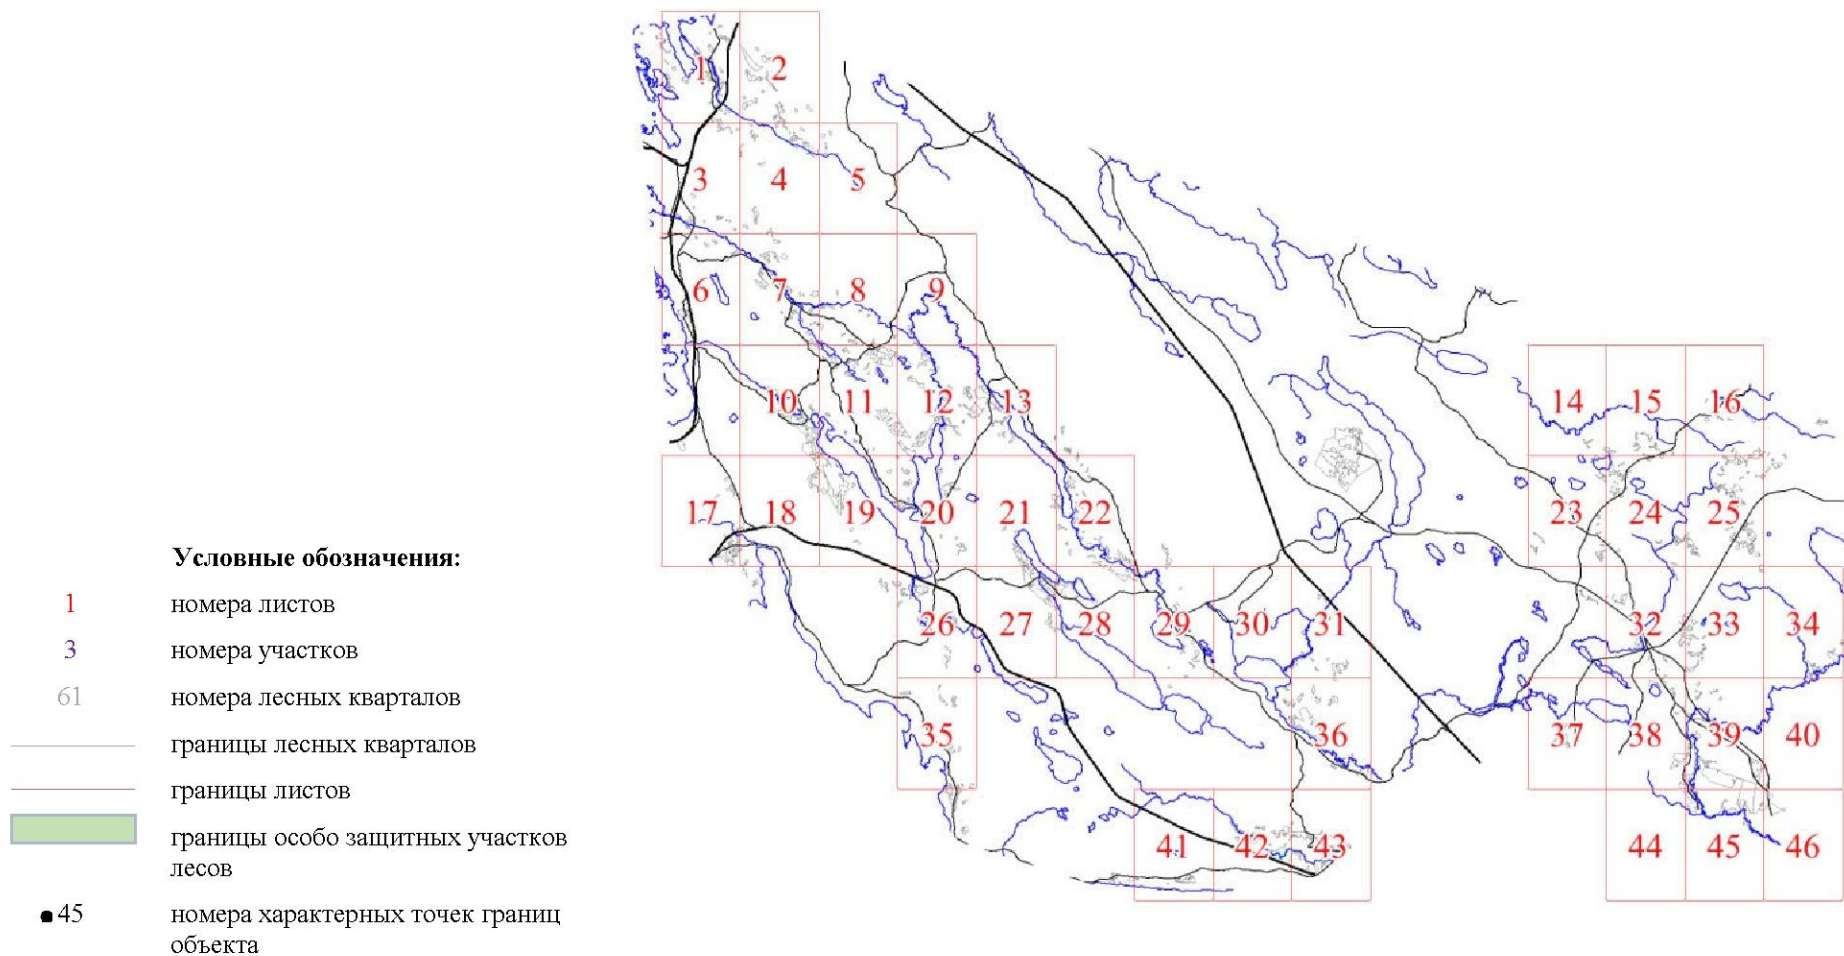 Условные обозначения:
1 номера листов
3 номера участков
61 номера лесных кварталов
границы лесных кварталов
границы листов
границы особо защитных участков
лесов
45 номера характерных точек границ
объекта
1 2
3 4 5
6 7 8 9
10 11 12 13 14 15 16
17 18 19 20 21 22 23 24 25
26 27 28 29 30 31 32 33 34
35 36 37 38 39 40
41 42 43 44 45 46